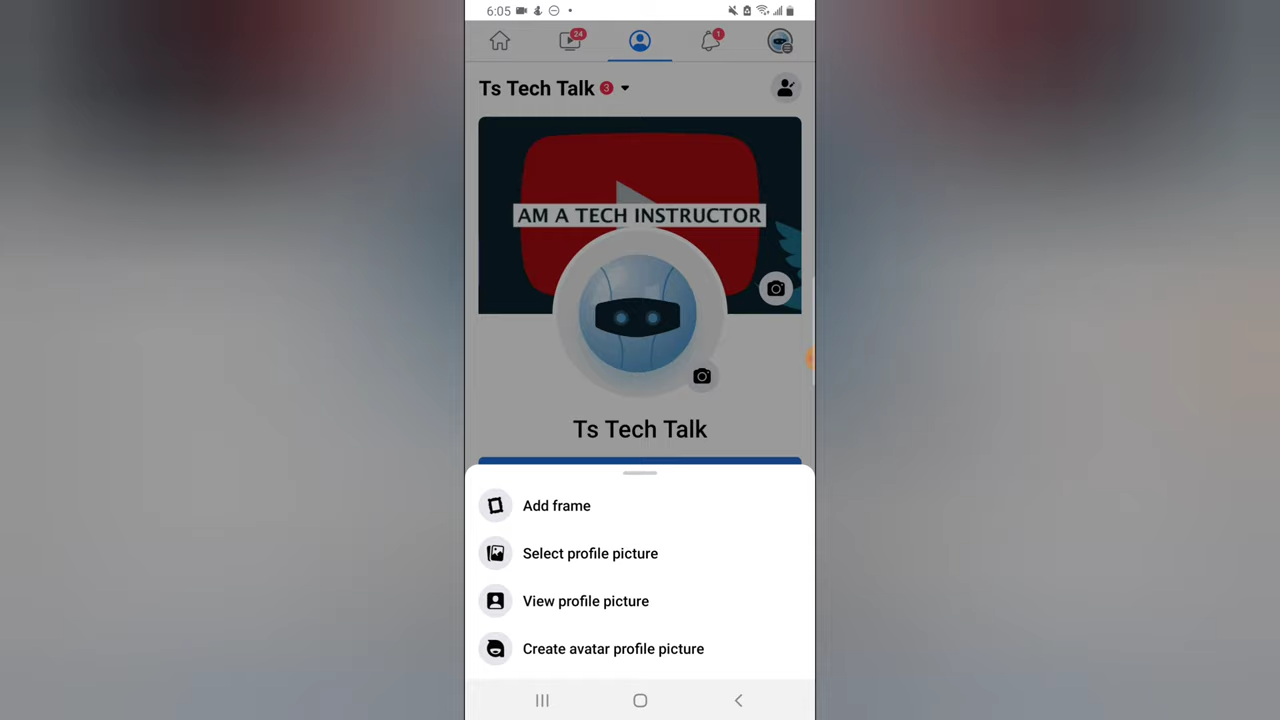 6:05
24
1
Ts Tech Talk 3
AM A TECH INSTRUCTOR
Ts Tech Talk
Add frame
Select profile picture
View profile picture
Create avatar profile picture